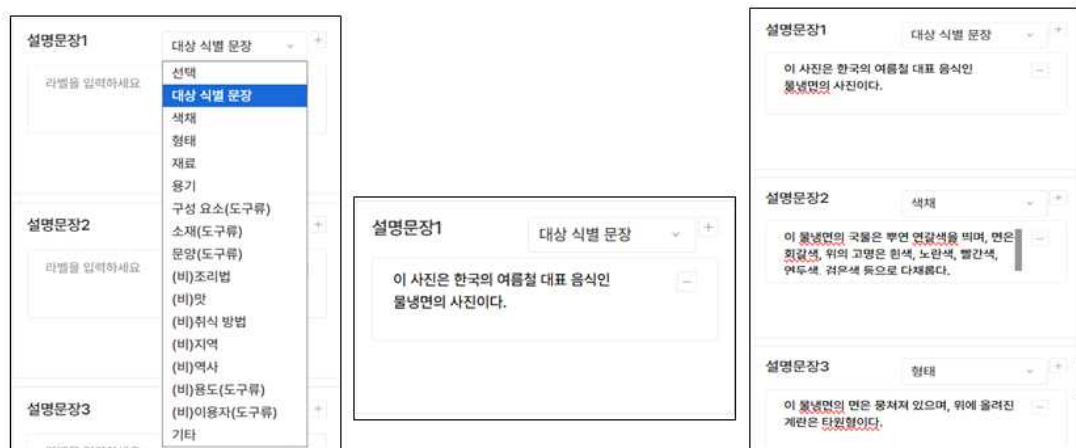 설명문장1
대상 식별 문장
라벨을 입력하세요
선택
대상 식별 문장
색채
형태
재료
용기
구성 요소(도구류)
소재(도구류)
문양(도구류)
(비)조리법
(비)맛
(비)취식 방법
(비)지역
(비)역사
(비)용도(도구류)
(비)이용자(도구류)
기타
설명문장2
라벨을 입력하세요
설명문장3
설명문장1
대상 식별 문장
이 사진은 한국의 여름철 대표 음식인
물냉면의 사진이다.
설명문장1
대상 식별 문장
이 사진은 한국의 여름철 대표 음식인
물냉면의 사진이다.
설명문장2
색채
이 물냉면의 국물은 뿌연 연갈색을 띄며, 면은
회갈색, 위의 고명은 흰색, 노란색, 빨간색,
연두색, 검은색 등으로 다채롭다.
설명문장3
형태
이 물냉면의 면은 뭉쳐져 있으며, 위에 올려진
계란은 타원형이다.